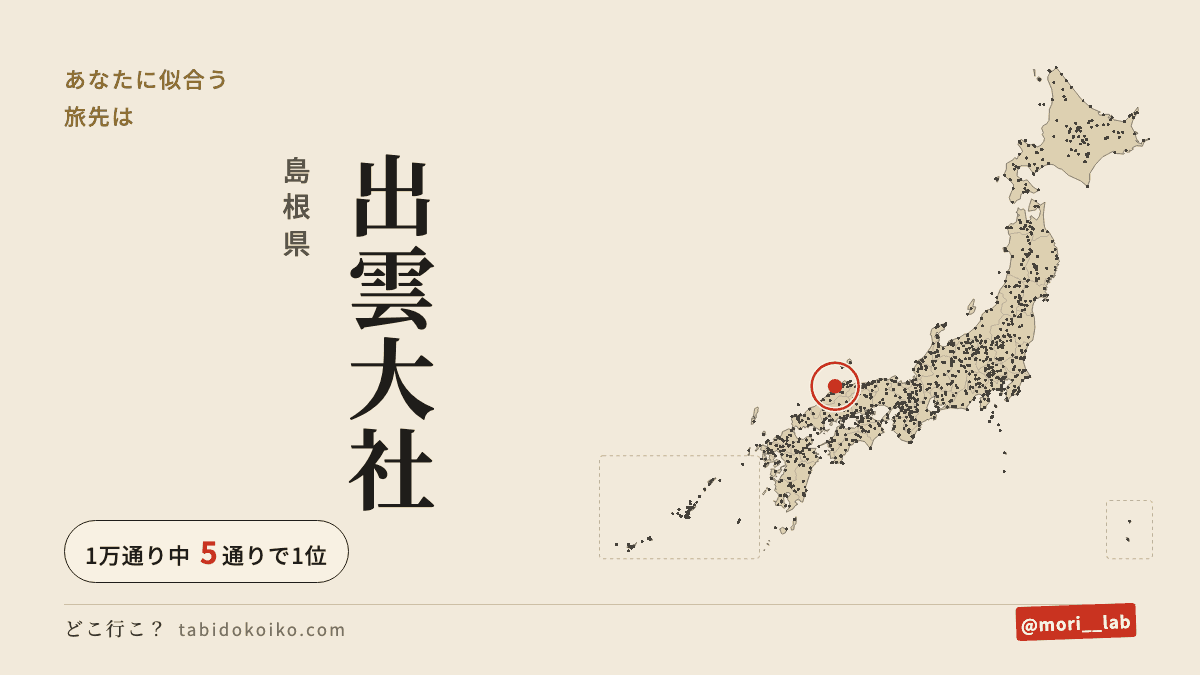 あなたに似合う
旅先は
出雲大社
島根県
1万通り中 5通りで1位
どこ行こ？ tabidokoiko.com
@mori__lab